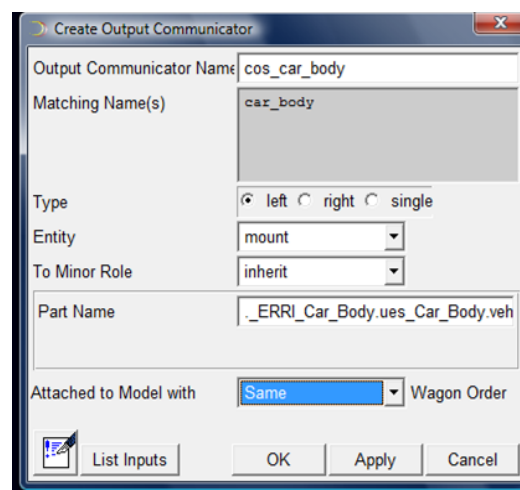 Create Output Communicator
Output Communicator Name cos_car_body
Matching Name(s) car_body
Type left right single
Entity mount
To Minor Role inherit
Part Name ._ERRI_Car_Body.ues_Car_Body.veh
Attached to Model with Same Wagon Order
List Inputs OK Apply Cancel